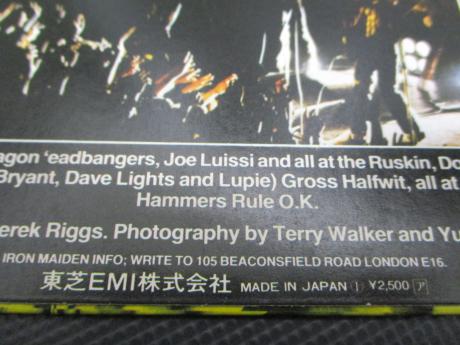 agon 'eadbangers, Joe Luissi and all at the Ruskin, Do
Bryant, Dave Lights and Lupie) Gross Halfwit, all at
Hammers Rule O.K.
erek Riggs. Photography by Terry Walker and Yu
IRON MAIDEN INFO; WRITE TO 105 BEACONSFIELD ROAD LONDON E16.
東芝EMI株式会社 MADE IN JAPAN Ⓘ ¥2,500 ア